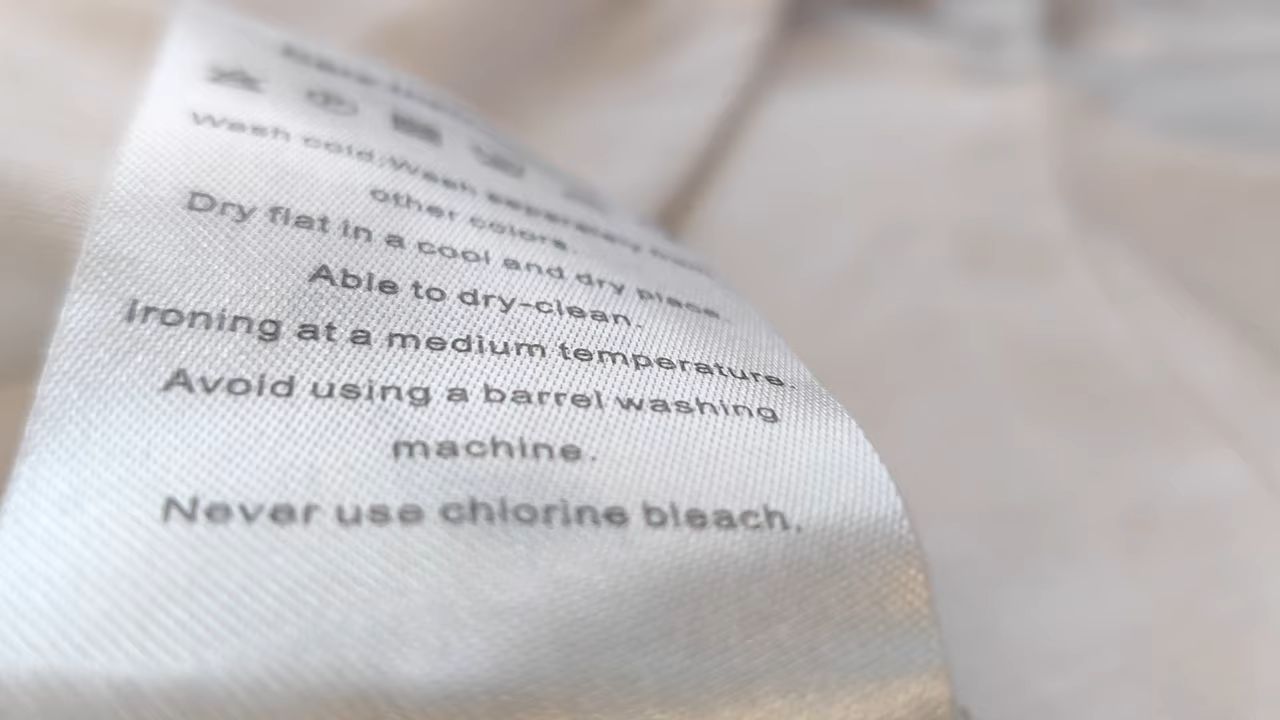 Wash cold;Wash separately from
other colors.
Dry flat in a cool and dry place.
Able to dry-clean.
Ironing at a medium temperature.
Avoid using a barrel washing
machine.
Never use chlorine bleach.